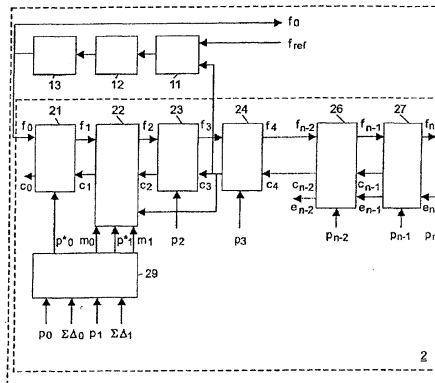 f0
fref
13 12 11
21 22 23 24 26 27
f0 f1 f2 f3 f4 fn-2 fn-1 fn
c0 c1 c2 c3 c4 cn-2 cn-1
en-2 en-1 en
p*0 m0 p*1 m1 p2 p3 pn-2 pn-1 pn
29
p0 ΣΔ0 p1 ΣΔ1
2